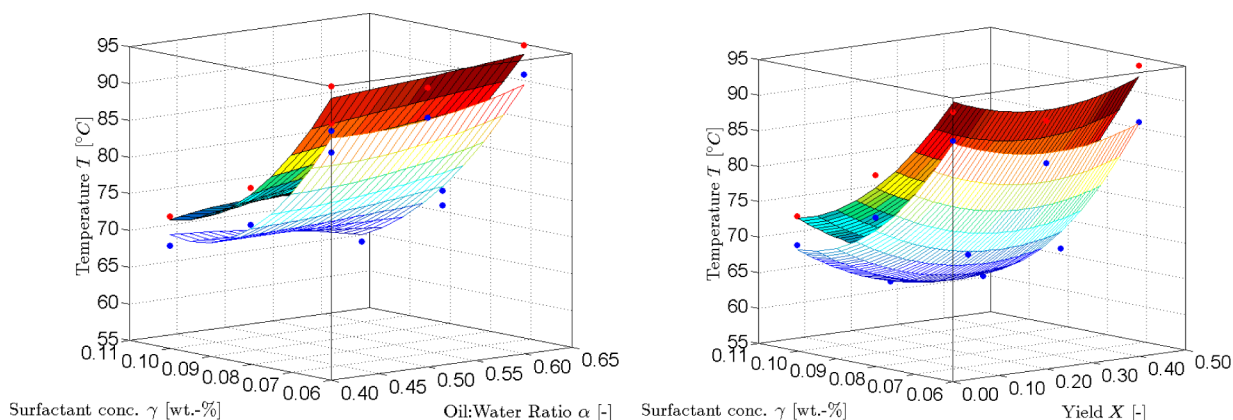 95
90
85
80
75
70
65
60
55
Temperature T [°C]
0.11 0.10 0.09 0.08 0.07 0.06
0.40 0.45 0.50 0.55 0.60 0.65
Surfactant conc. γ [wt.-%]
Oil:Water Ratio α [-]
95
90
85
80
75
70
65
60
55
Temperature T [°C]
0.11 0.10 0.09 0.08 0.07 0.06
0.00 0.10 0.20 0.30 0.40 0.50
Surfactant conc. γ [wt.-%]
Yield X [-]